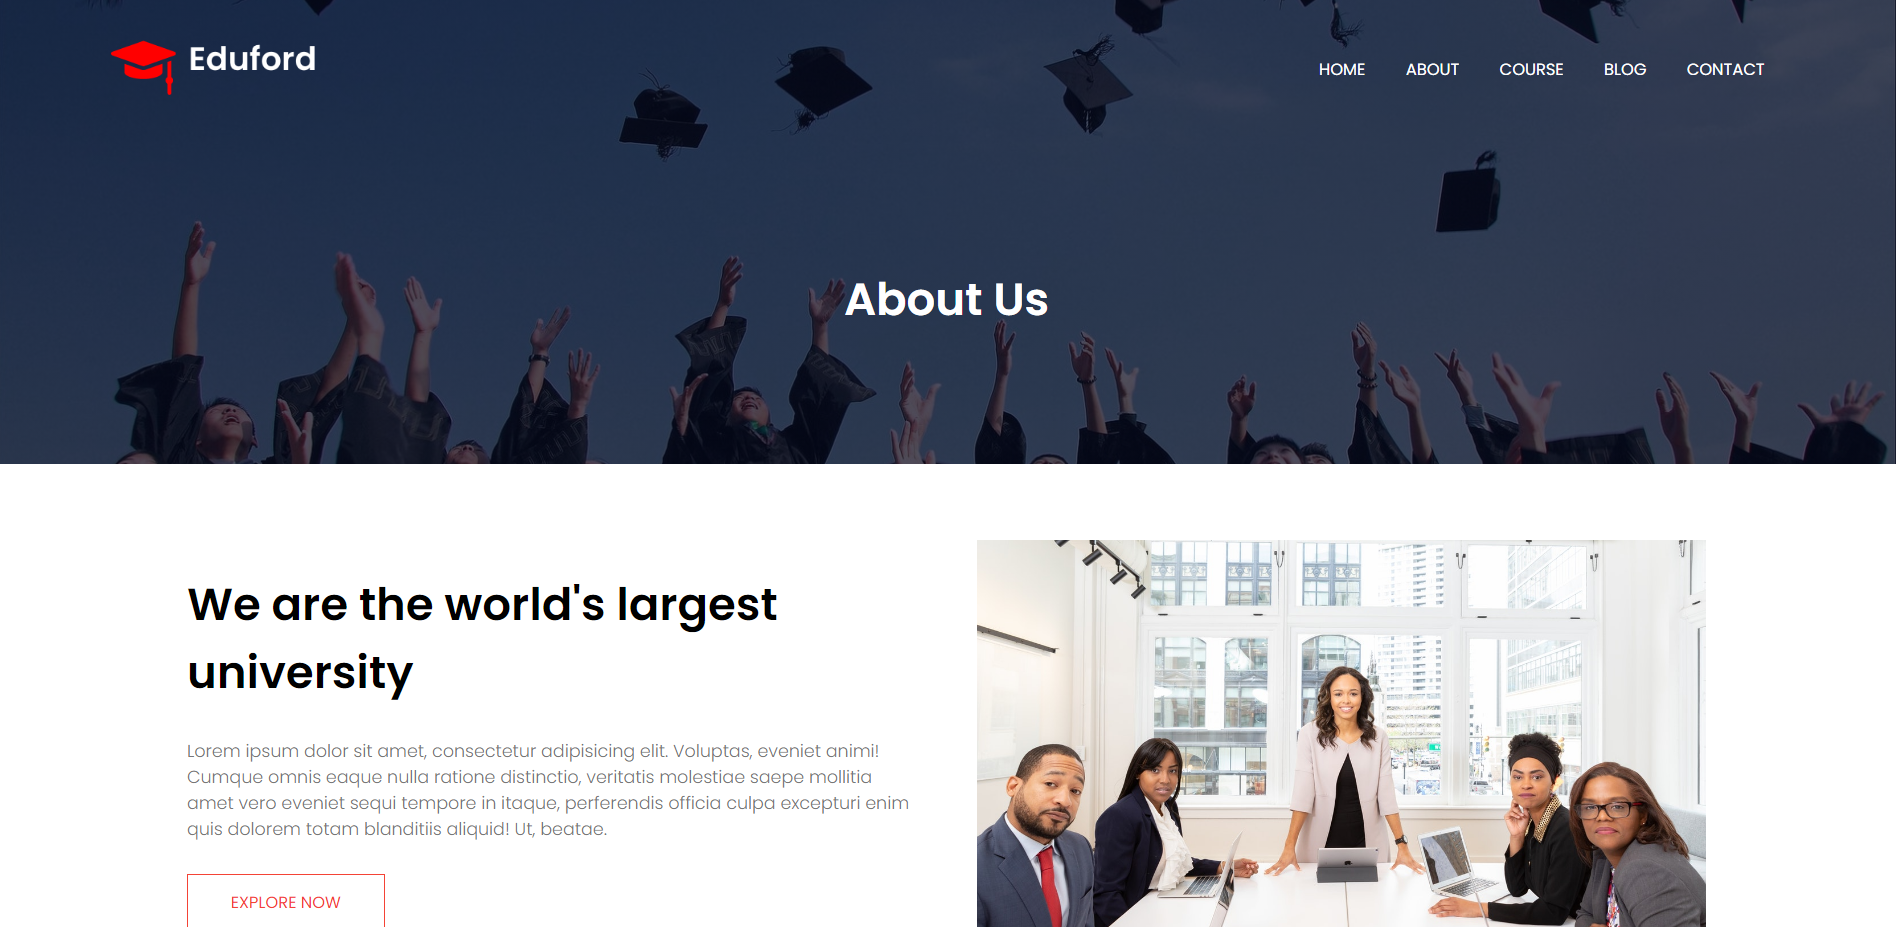 Eduford
HOME ABOUT COURSE BLOG CONTACT
About Us
We are the world's largest
university
Lorem ipsum dolor sit amet, consectetur adipisicing elit. Voluptas, eveniet animi!
Cumque omnis eaque nulla ratione distinctio, veritatis molestiae saepe mollitia
amet vero eveniet sequi tempore in itaque, perferendis officia culpa excepturi enim
quis dolorem totam blanditiis aliquid! Ut, beatae.
EXPLORE NOW